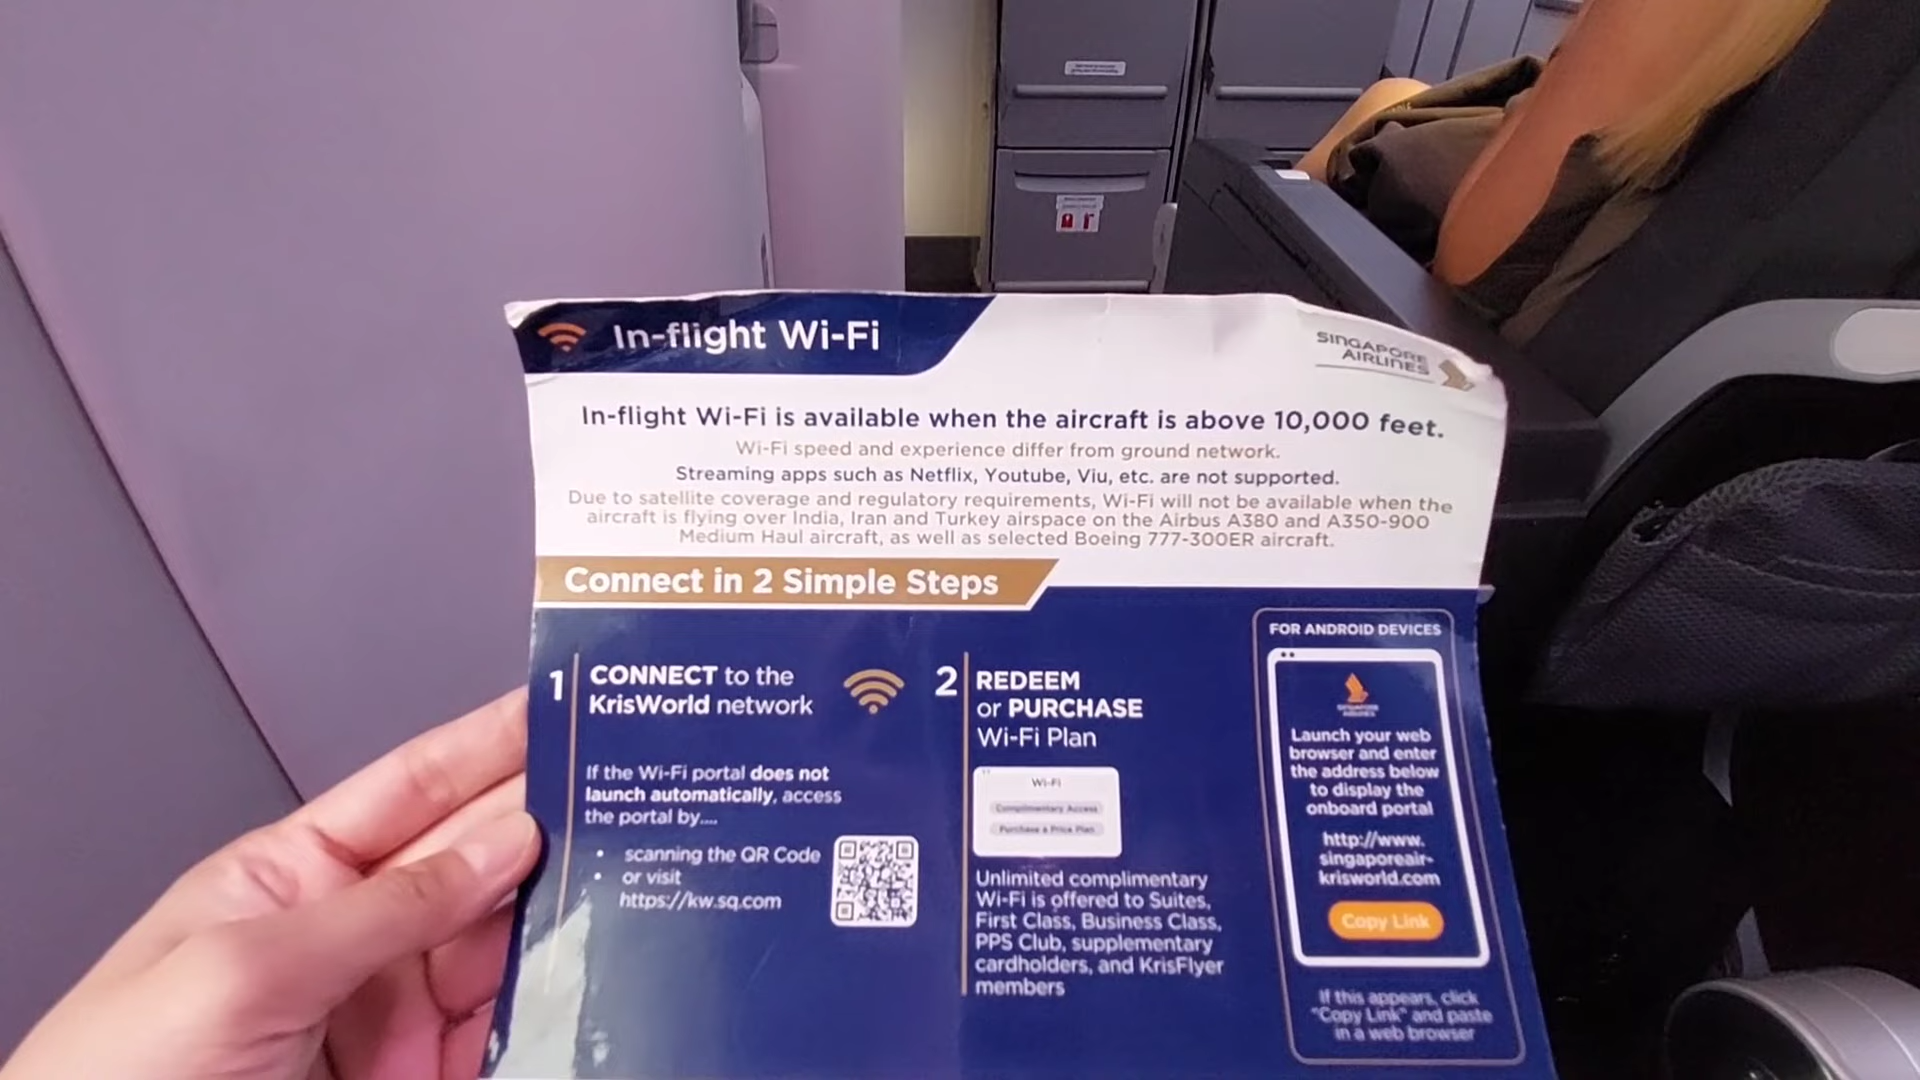 In-flight Wi-Fi
SINGAPORE
AIRLINES
In-flight Wi-Fi is available when the aircraft is above 10,000 feet.
Wi-Fi speed and experience differ from ground network.
Streaming apps such as Netflix, Youtube, Viu, etc. are not supported.
Due to satellite coverage and regulatory requirements, Wi-Fi will not be available when the
aircraft is flying over India, Iran and Turkey airspace on the Airbus A380 and A350-900
Medium Haul aircraft, as well as selected Boeing 777-300ER aircraft.
Connect in 2 Simple Steps
1
CONNECT to the
KrisWorld network
If the Wi-Fi portal does not
launch automatically, access
the portal by....
• scanning the QR Code
• or visit
https://kw.sq.com
2
REDEEM
or PURCHASE
Wi-Fi Plan
Wi-Fi
Complimentary Access
Purchase a Price Plan
Unlimited complimentary
Wi-Fi is offered to Suites,
First Class, Business Class,
PPS Club, supplementary
cardholders, and KrisFlyer
members
FOR ANDROID DEVICES
SINGAPORE
AIRLINES
Launch your web
browser and enter
the address below
to display the
onboard portal
http://www.
singaporeair-
krisworld.com
Copy Link
If this appears, click
"Copy Link" and paste
in a web browser